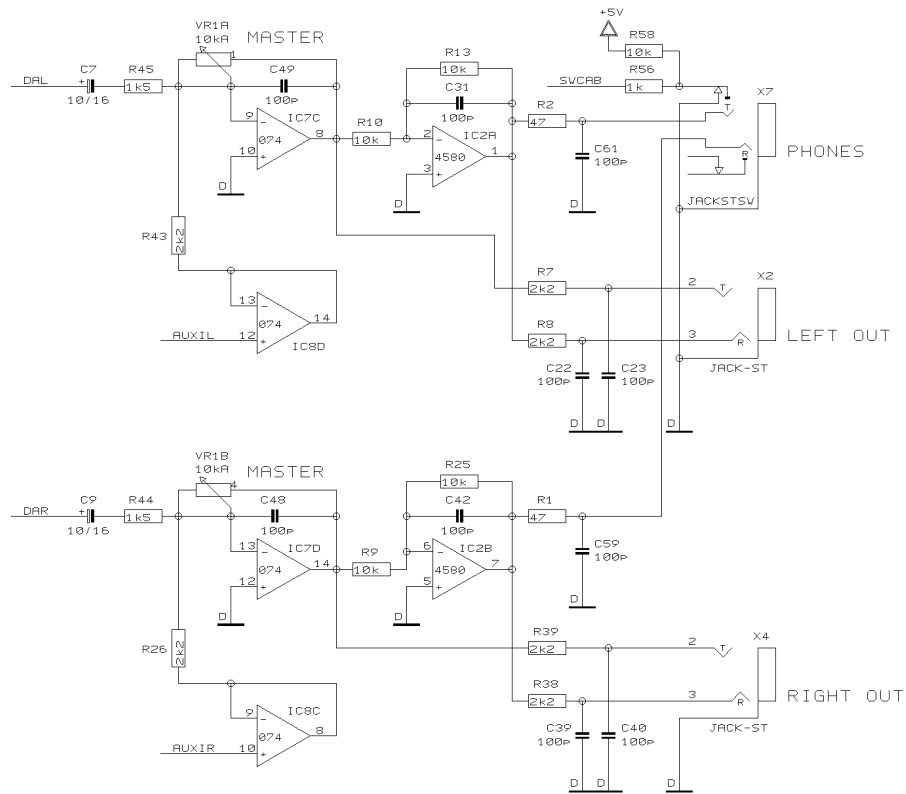 +5V
VR1A
10kA
MASTER
1
R58
10k
R13
10k
DAL
C7
+
10/16
R45
1k5
C49
100p
C31
100p
SWCAB
R56
1k
X7
R2
47
T
9
-
IC7C
074
8
10
+
D
R10
10k
2
-
IC2A
4580
1
3
+
D
C61
100p
D
R
PHONES
JACKSTSW
R43
2k2
13
-
074
14
12
+
AUXIL
IC8D
R7
2k2
2
T
X2
R8
2k2
3
R
LEFT OUT
JACK-ST
C22
100p
C23
100p
D
D
D
VR1B
10kA
MASTER
4
R25
10k
DAR
C9
+
10/16
R44
1k5
C48
100p
C42
100p
R1
47
13
-
IC7D
074
14
12
+
D
R9
10k
6
-
IC2B
4580
7
5
+
D
C59
100p
D
R26
2k2
R39
2k2
2
T
X4
R38
2k2
3
R
RIGHT OUT
JACK-ST
9
-
IC8C
074
8
AUXIR
10
+
C39
100p
C40
100p
D
D
D